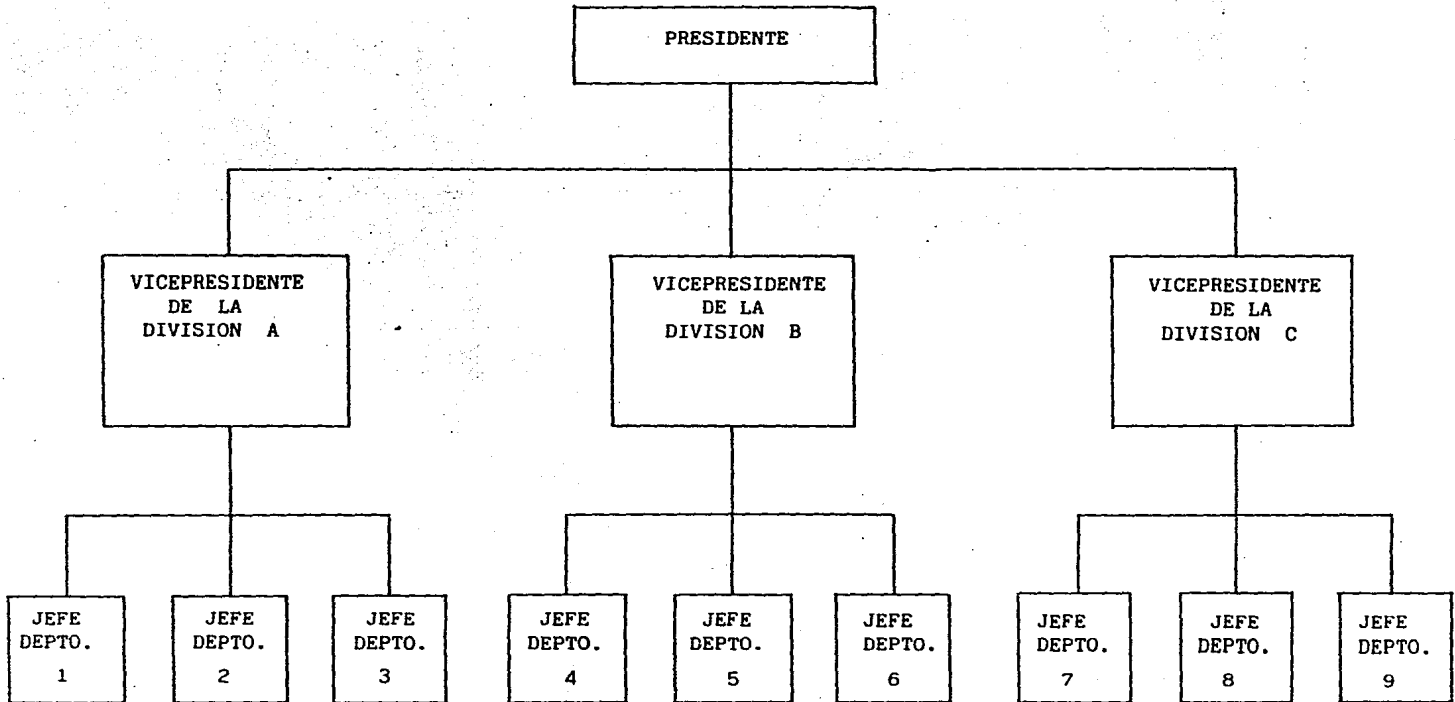 PRESIDENTE
VICEPRESIDENTE
DE LA
DIVISION A
VICEPRESIDENTE
DE LA
DIVISION B
VICEPRESIDENTE
DE LA
DIVISION C
JEFE
DEPTO.
1
JEFE
DEPTO.
2
JEFE
DEPTO.
3
JEFE
DEPTO.
4
JEFE
DEPTO.
5
JEFE
DEPTO.
6
JEFE
DEPTO.
7
JEFE
DEPTO.
8
JEFE
DEPTO.
9